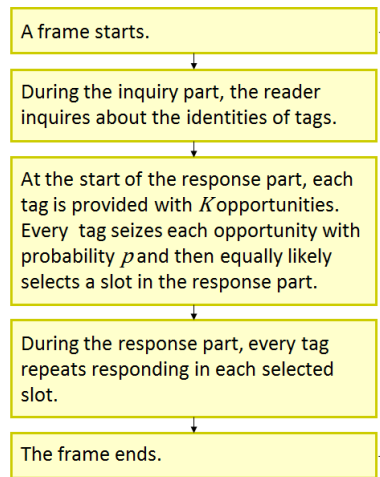 A frame starts.
During the inquiry part, the reader
inquires about the identities of tags.
At the start of the response part, each
tag is provided with K opportunities.
Every tag seizes each opportunity with
probability p and then equally likely
selects a slot in the response part.
During the response part, every tag
repeats responding in each selected
slot.
The frame ends.